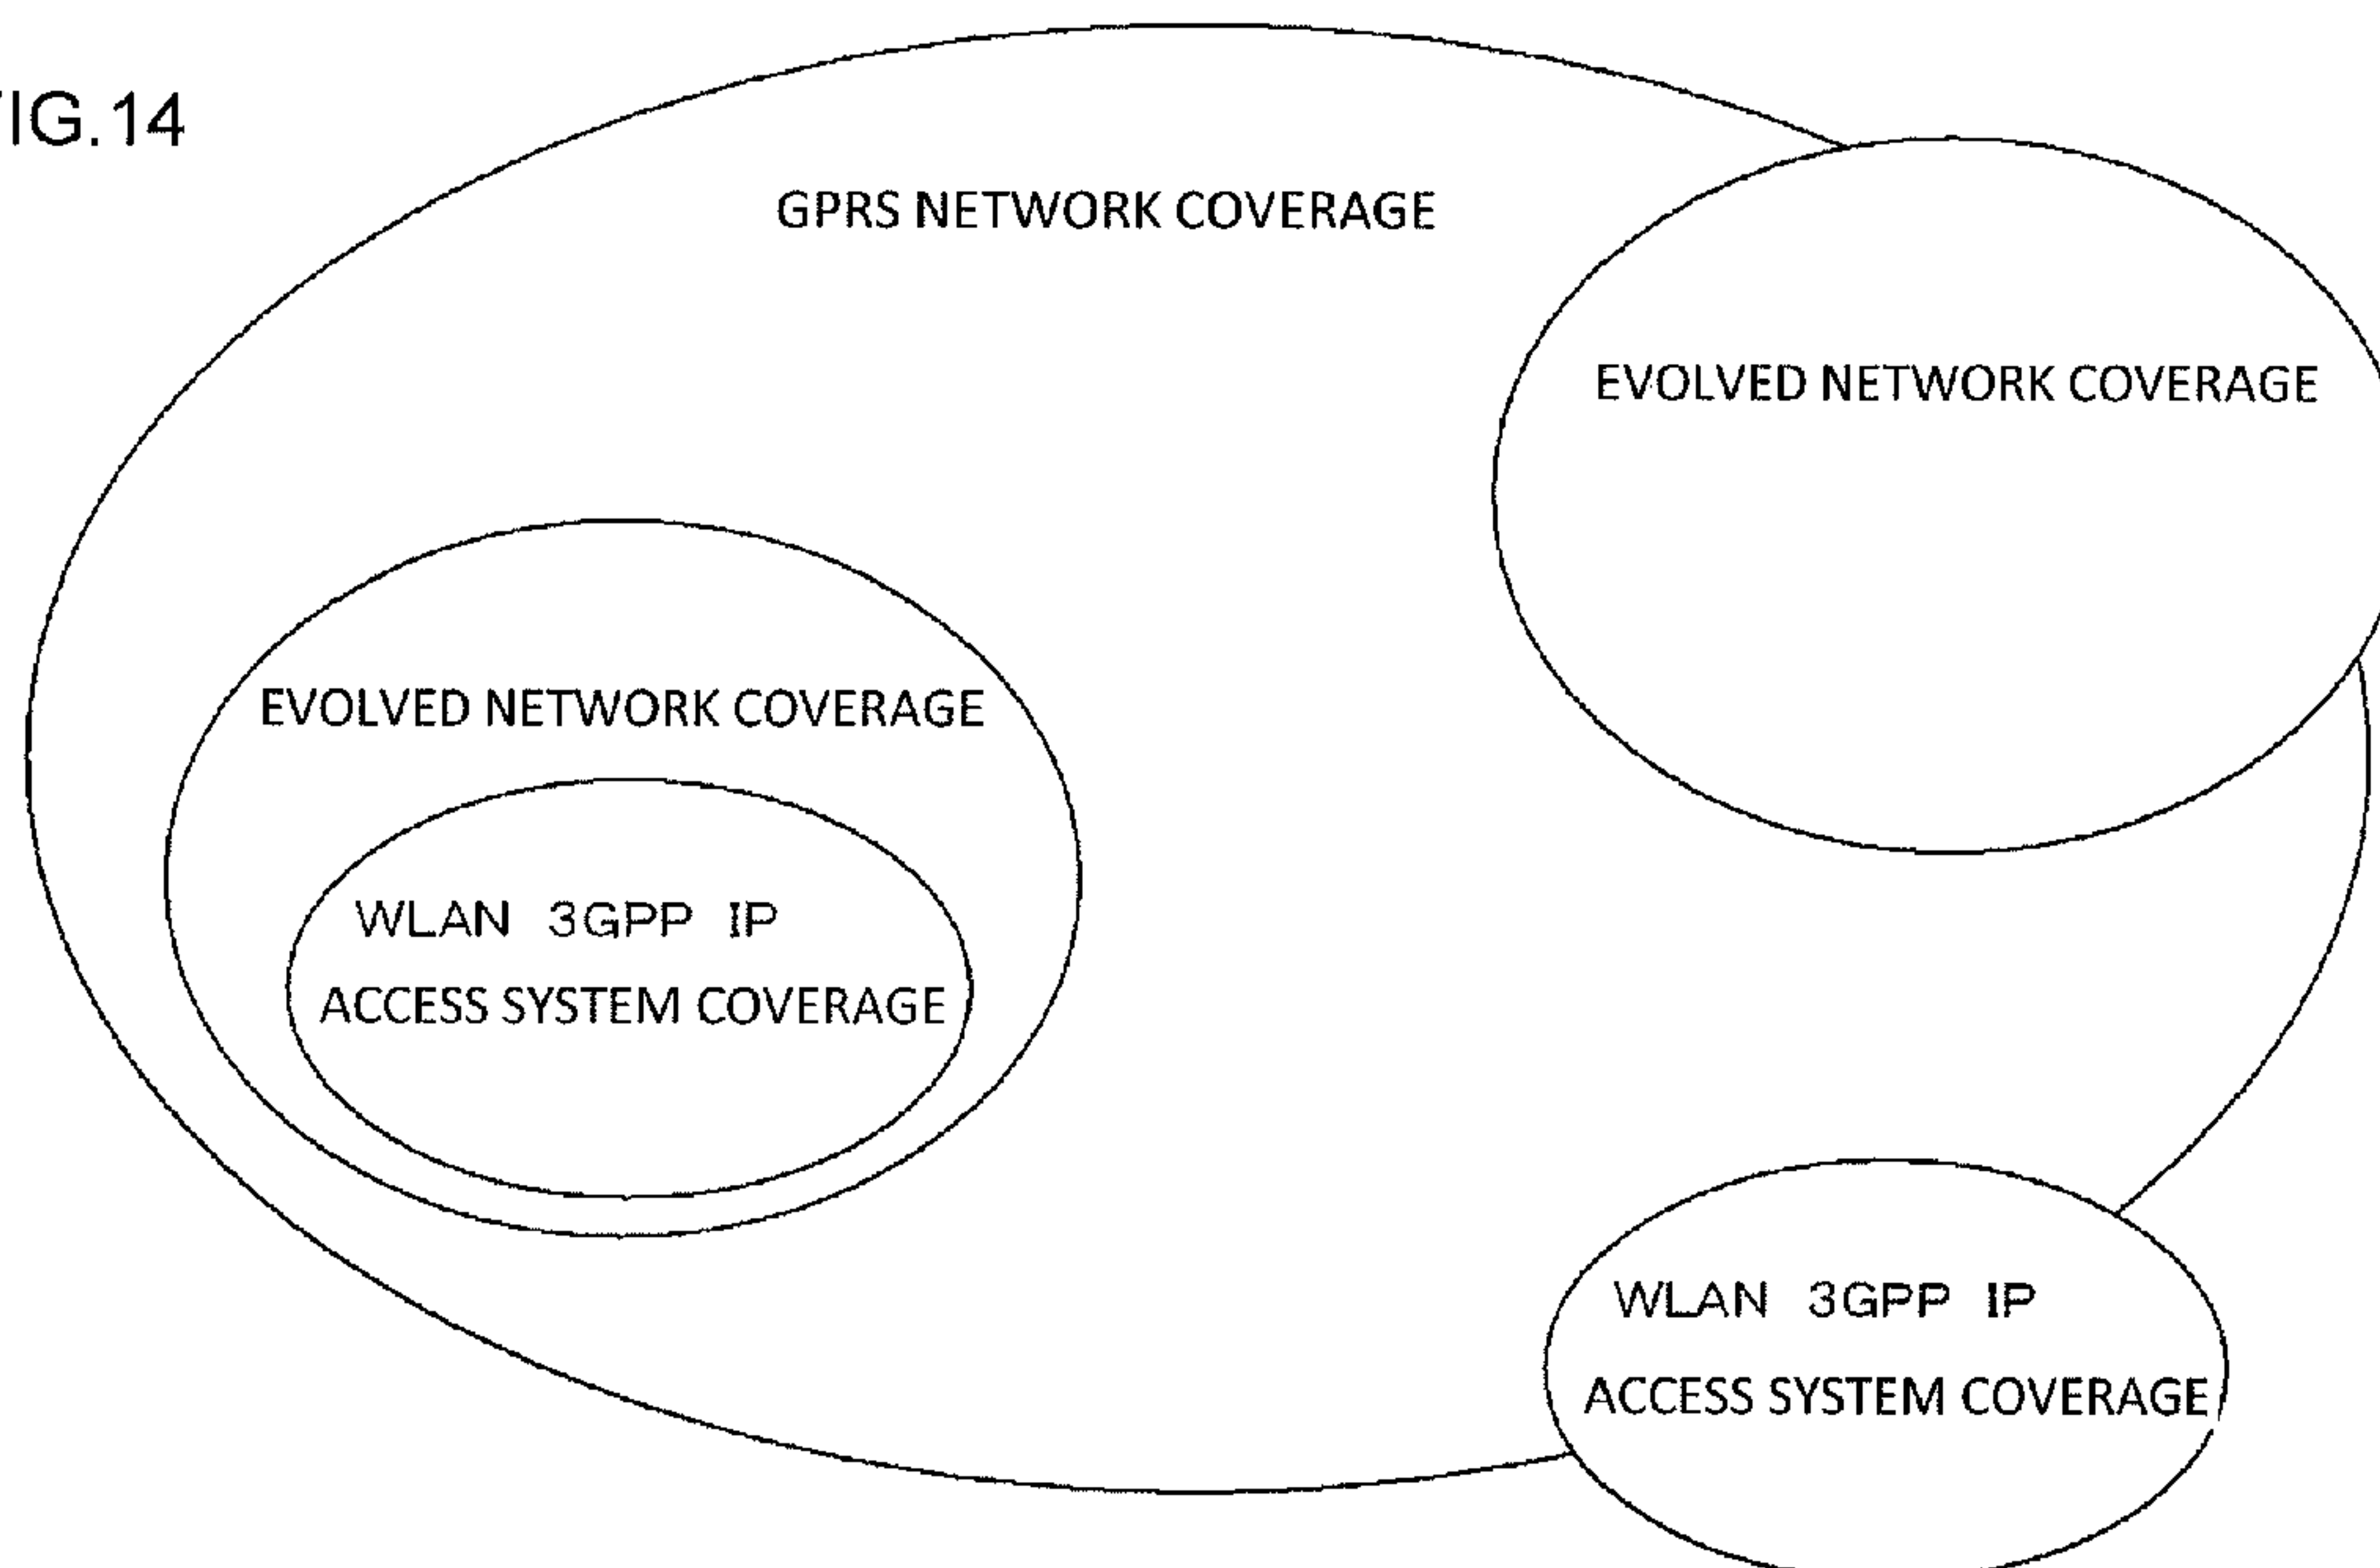 FIG.14
GPRS NETWORK COVERAGE
EVOLVED NETWORK COVERAGE
EVOLVED NETWORK COVERAGE
WLAN 3GPP IP
ACCESS SYSTEM COVERAGE
WLAN 3GPP IP
ACCESS SYSTEM COVERAGE